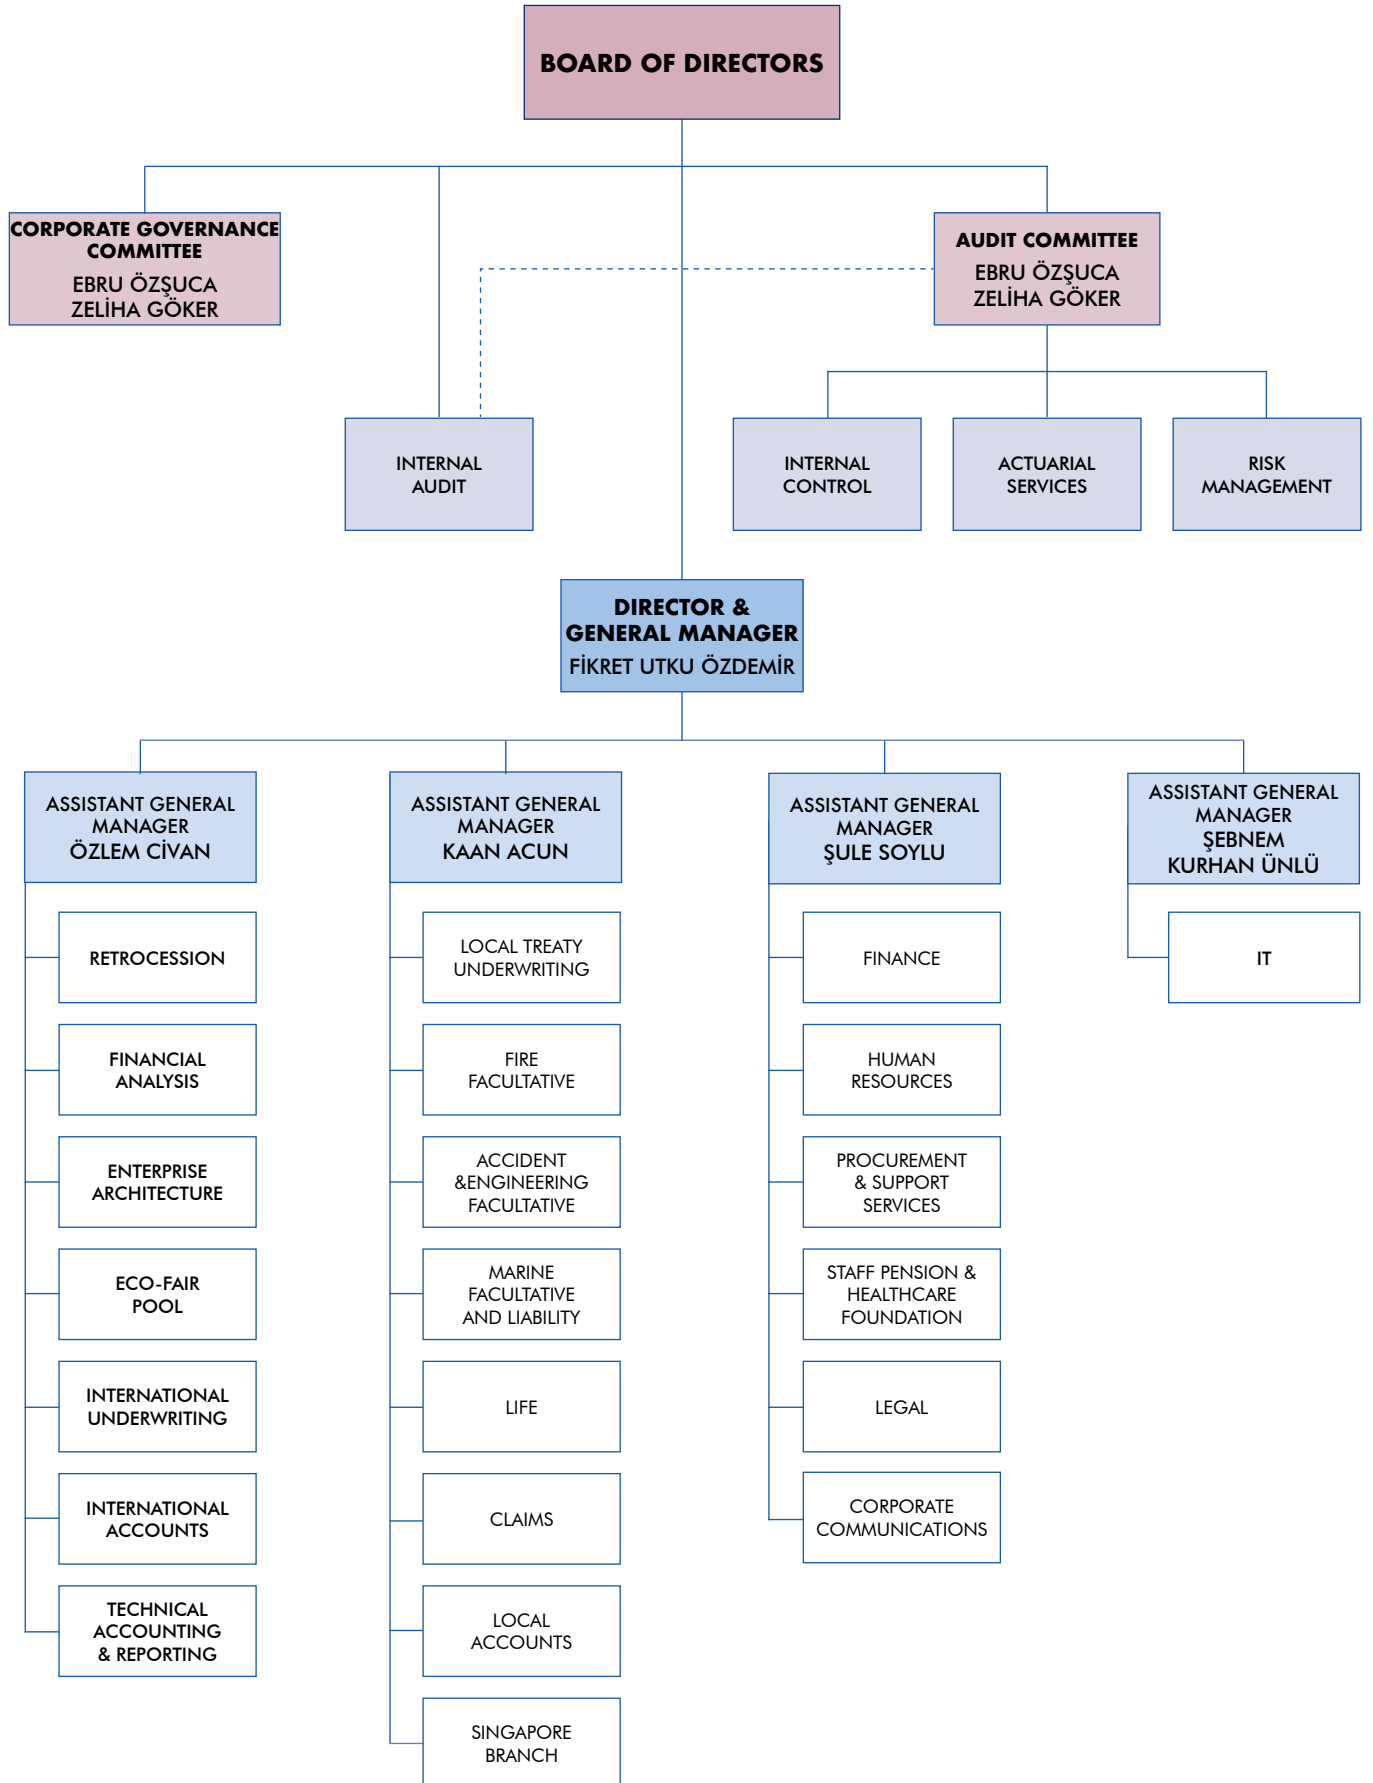 BOARD OF DIRECTORS
CORPORATE GOVERNANCE
COMMITTEE
EBRU ÖZŞUCA
ZELİHA GÖKER
AUDIT COMMITTEE
EBRU ÖZŞUCA
ZELİHA GÖKER
INTERNAL
AUDIT
INTERNAL
CONTROL
ACTUARIAL
SERVICES
RISK
MANAGEMENT
DIRECTOR &
GENERAL MANAGER
FİKRET UTKU ÖZDEMİR
ASSISTANT GENERAL
MANAGER
ÖZLEM CİVAN
RETROCESSION
FINANCIAL
ANALYSIS
ENTERPRISE
ARCHITECTURE
ECO-FAIR
POOL
INTERNATIONAL
UNDERWRITING
INTERNATIONAL
ACCOUNTS
TECHNICAL
ACCOUNTING
& REPORTING
ASSISTANT GENERAL
MANAGER
KAAN ACUN
LOCAL TREATY
UNDERWRITING
FIRE
FACULTATIVE
ACCIDENT
&ENGINEERING
FACULTATIVE
MARINE
FACULTATIVE
AND LIABILITY
LIFE
CLAIMS
LOCAL
ACCOUNTS
SINGAPORE
BRANCH
ASSISTANT GENERAL
MANAGER
ŞULE SOYLU
FINANCE
HUMAN
RESOURCES
PROCUREMENT
& SUPPORT
SERVICES
STAFF PENSION &
HEALTHCARE
FOUNDATION
LEGAL
CORPORATE
COMMUNICATIONS
ASSISTANT GENERAL
MANAGER
ŞEBNEM
KURHAN ÜNLÜ
IT